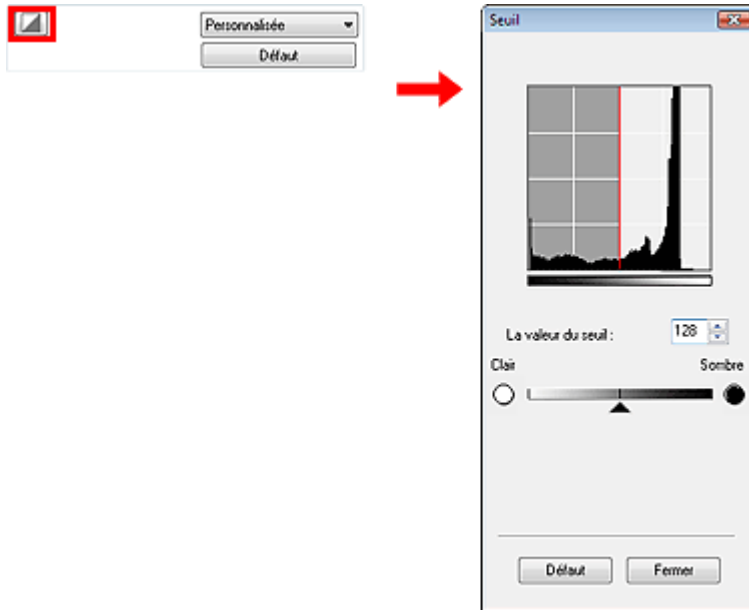 Personnalisée
Défaut
Seuil
La valeur du seuil : 128
Clair Sombre
Défaut Fermer